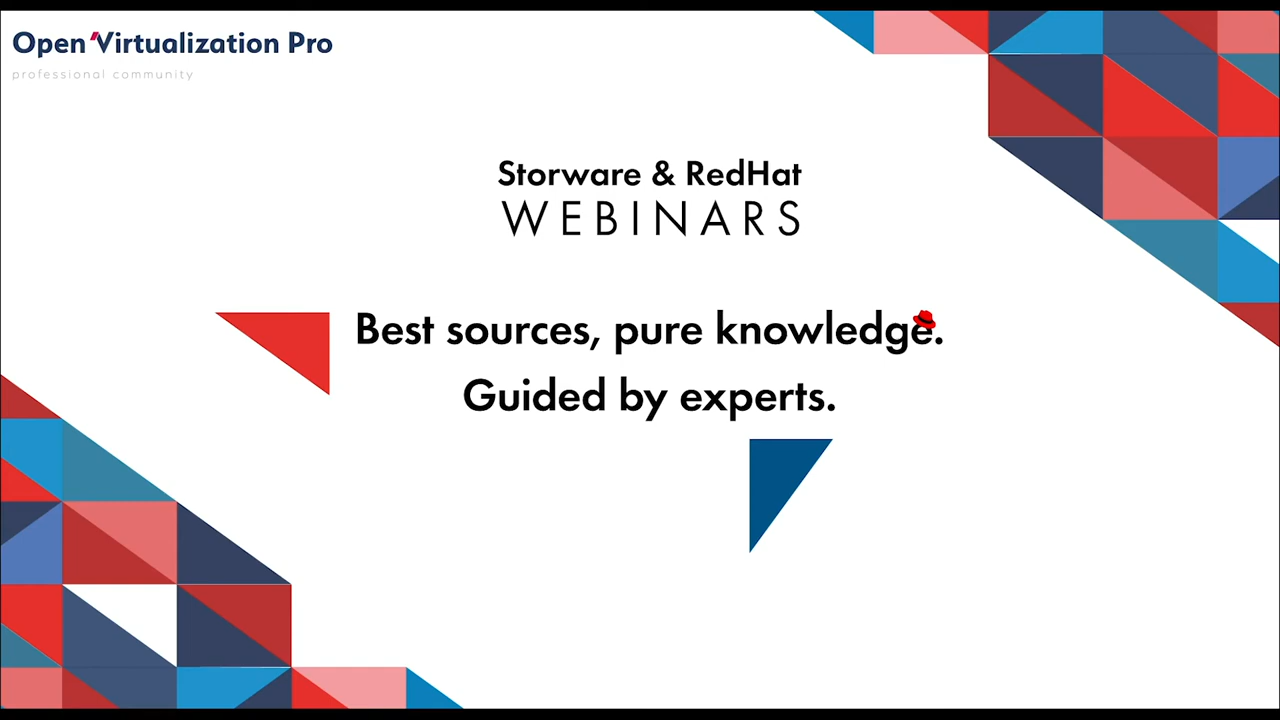 Open Virtualization Pro
professional community
Storware & RedHat
WEBINARS
Best sources, pure knowledge.
Guided by experts.